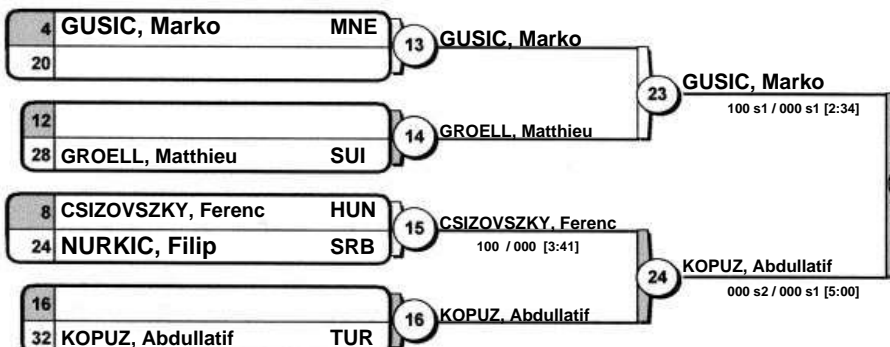 4 GUSIC, Marko MNE
20
13 GUSIC, Marko
12
28 GROELL, Matthieu SUI
14 GROELL, Matthieu
23 GUSIC, Marko
100 s1 / 000 s1 [2:34]
8 CSIZOVSZKY, Ferenc HUN
24 NURKIC, Filip SRB
15 CSIZOVSZKY, Ferenc
100 / 000 [3:41]
16
32 KOPUZ, Abdullatif TUR
16 KOPUZ, Abdullatif
24 KOPUZ, Abdullatif
000 s2 / 000 s1 [5:00]